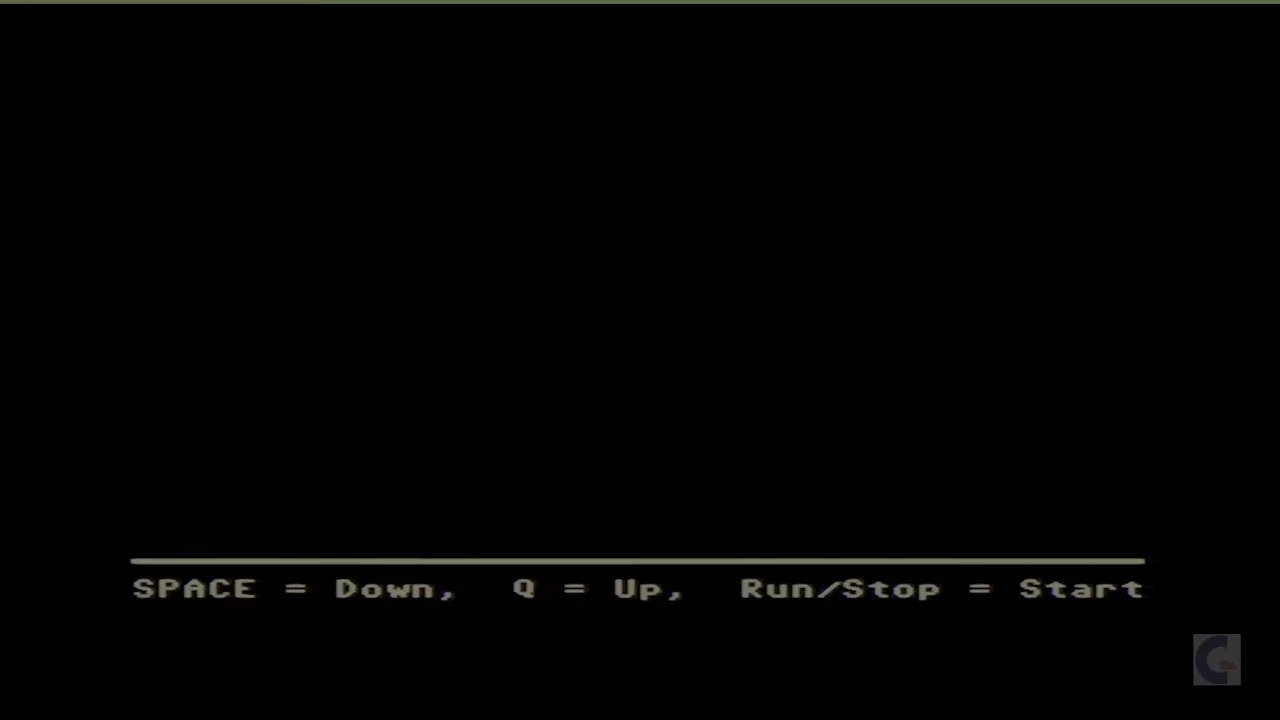 SPACE = Down,  Q = Up,  Run/Stop = Start